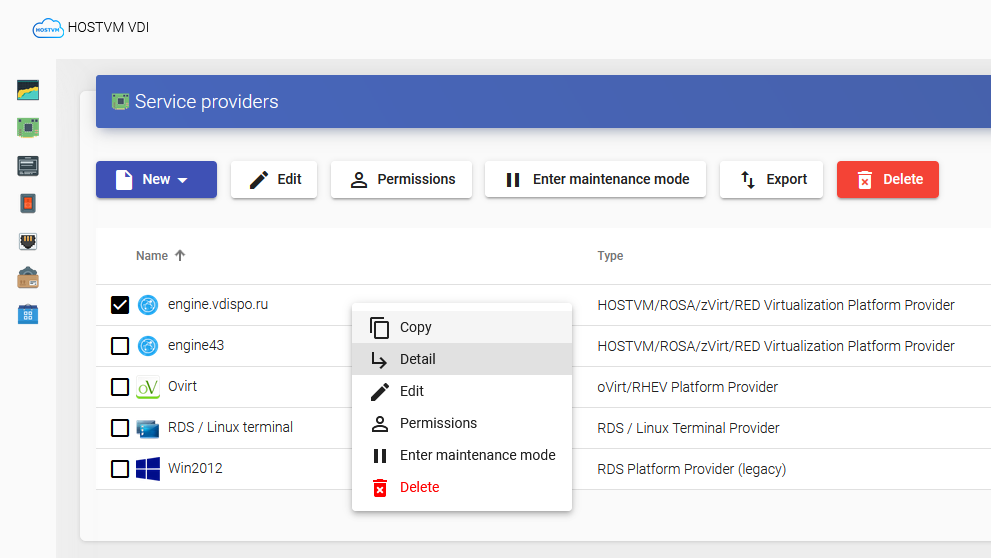 HOSTVM HOSTVM VDI
Service providers
New Edit Permissions Enter maintenance mode Export Delete
Name Type
engine.vdispo.ru HOSTVM/ROSA/zVirt/RED Virtualization Platform Provider
engine43 HOSTVM/ROSA/zVirt/RED Virtualization Platform Provider
oV Ovirt oVirt/RHEV Platform Provider
RDS / Linux terminal RDS / Linux Terminal Provider
Win2012 RDS Platform Provider (legacy)
Copy
Detail
Edit
Permissions
Enter maintenance mode
Delete